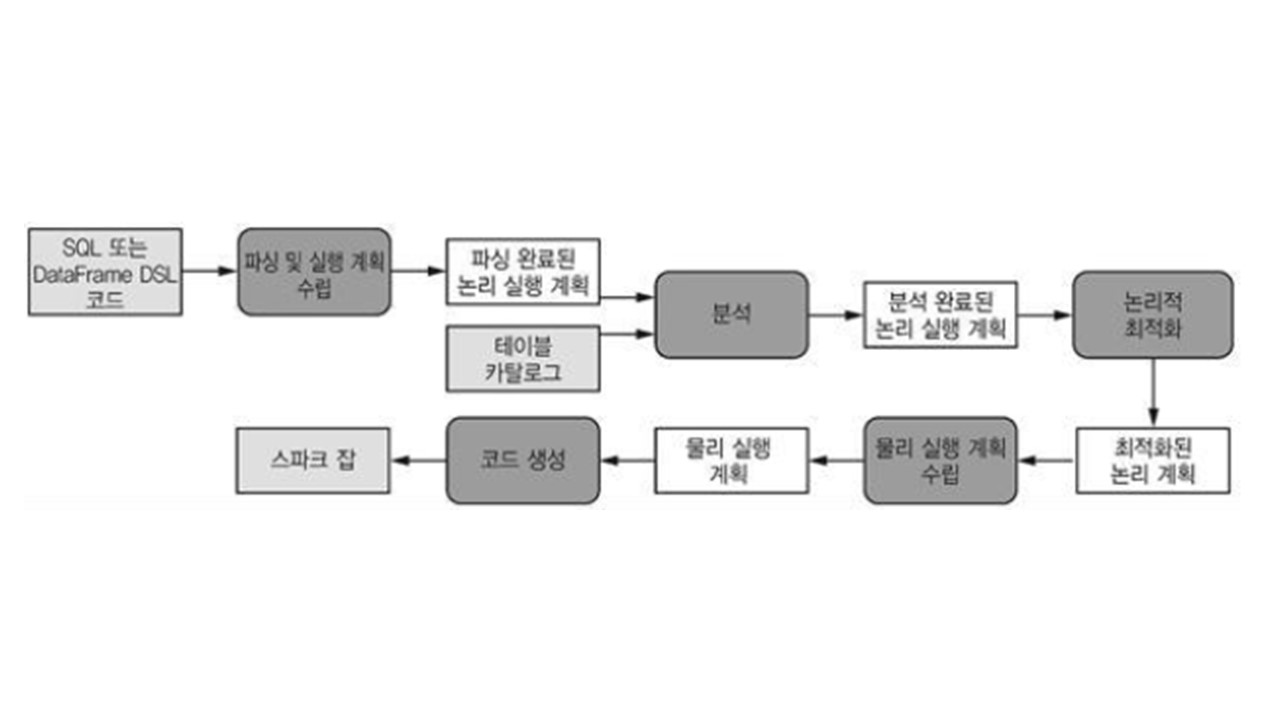 SQL 또는
DataFrame DSL
코드
파싱 및 실행 계획
수립
파싱 완료된
논리 실행 계획
테이블
카탈로그
분석
분석 완료된
논리 실행 계획
논리적
최적화
최적화된
논리 계획
물리 실행 계획
수립
물리 실행
계획
코드 생성
스파크 잡